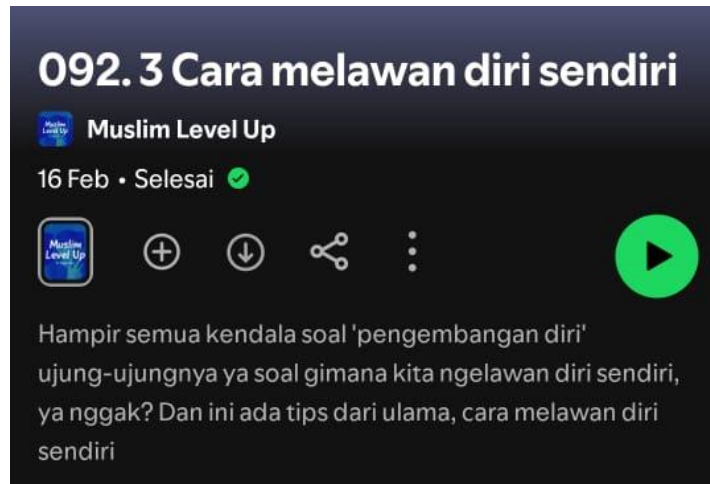 092. 3 Cara melawan diri sendiri
Muslim Level Up
16 Feb • Selesai
Muslim
Level Up
Hampir semua kendala soal 'pengembangan diri'
ujung-ujungnya ya soal gimana kita ngelawan diri sendiri,
ya nggak? Dan ini ada tips dari ulama, cara melawan diri
sendiri